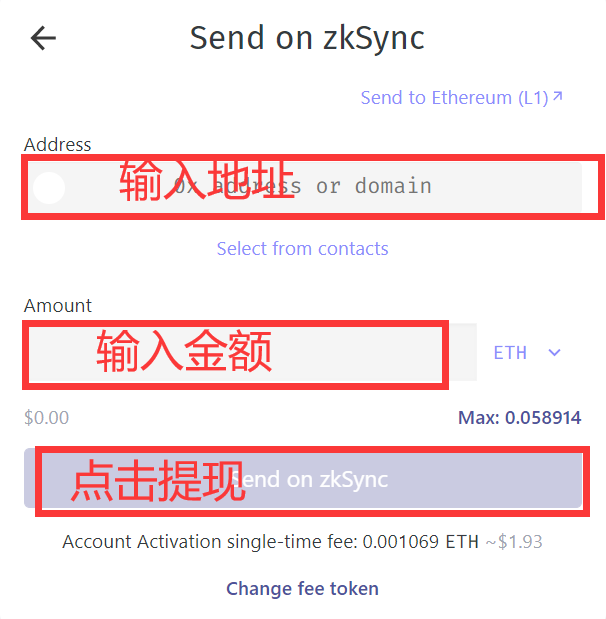 Send on zkSync
Send to Ethereum (L1)
Address
输入地址
0x address or domain
Select from contacts
Amount
输入金额
ETH
$0.00
Max: 0.058914
点击提现
Send on zkSync
Account Activation single-time fee: 0.001069 ETH ~$1.93
Change fee token